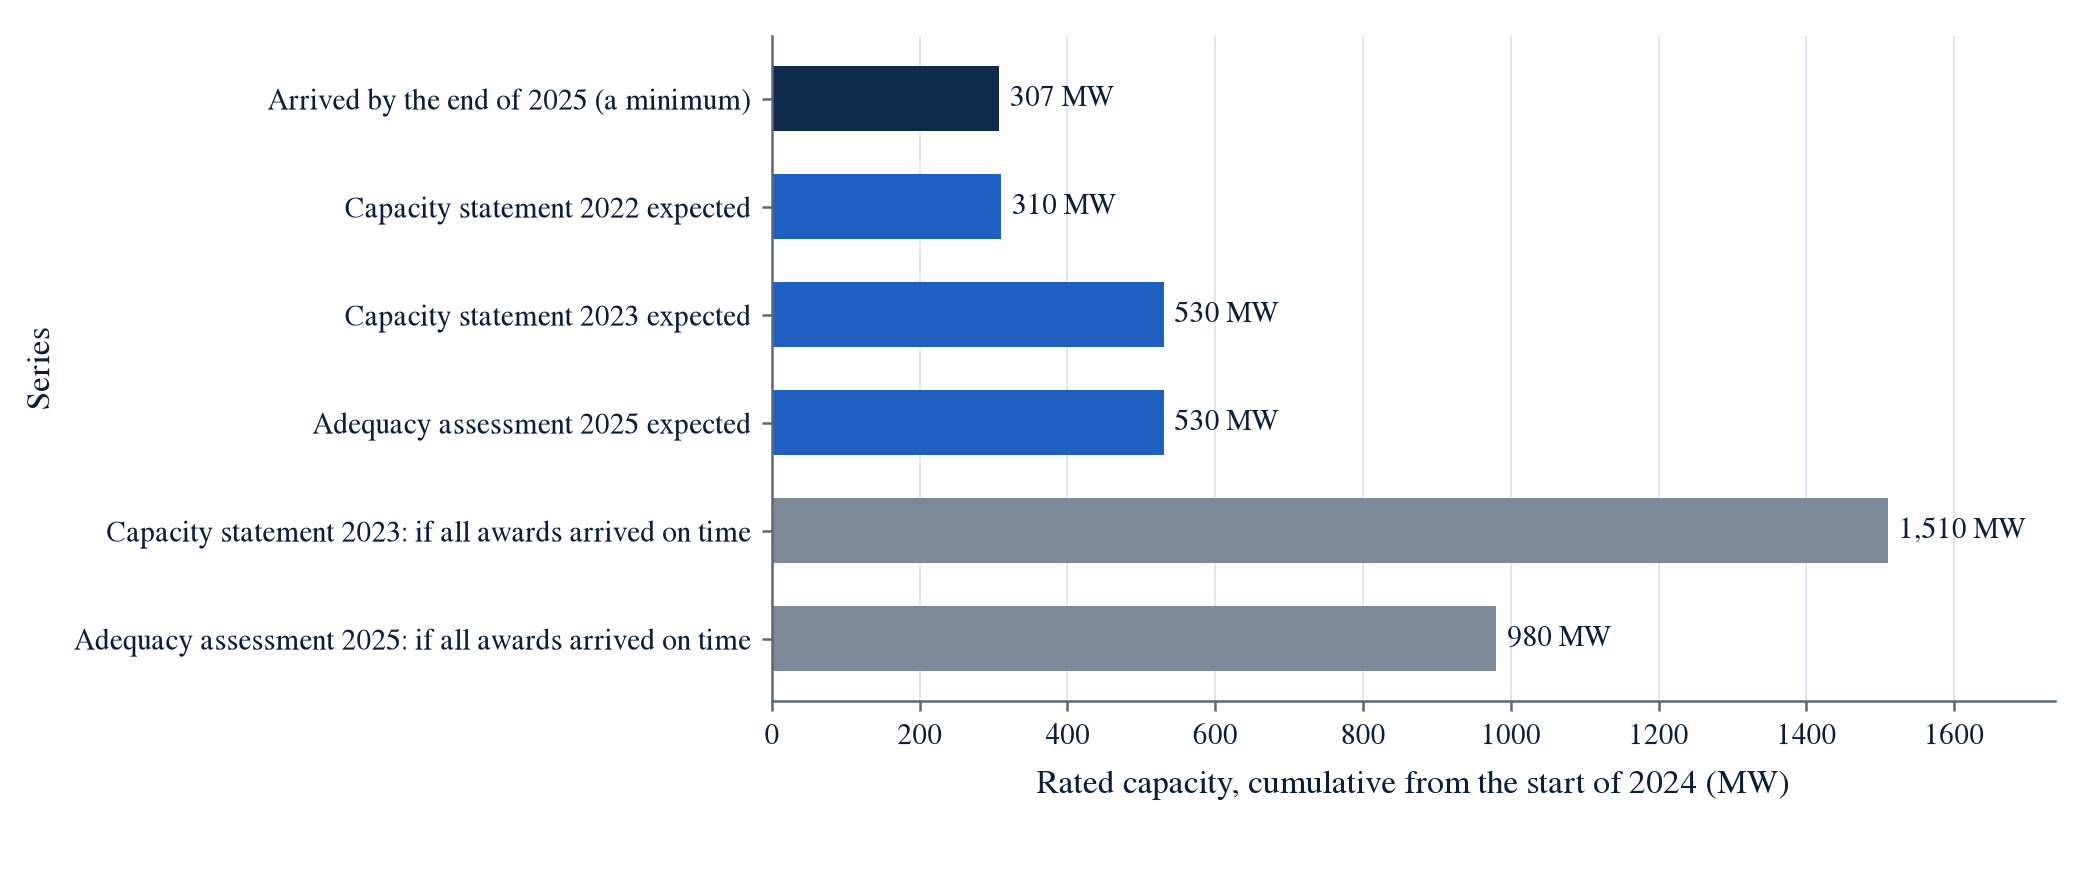 Series
Arrived by the end of 2025 (a minimum) 307 MW
Capacity statement 2022 expected 310 MW
Capacity statement 2023 expected 530 MW
Adequacy assessment 2025 expected 530 MW
Capacity statement 2023: if all awards arrived on time 1,510 MW
Adequacy assessment 2025: if all awards arrived on time 980 MW
0 200 400 600 800 1000 1200 1400 1600
Rated capacity, cumulative from the start of 2024 (MW)